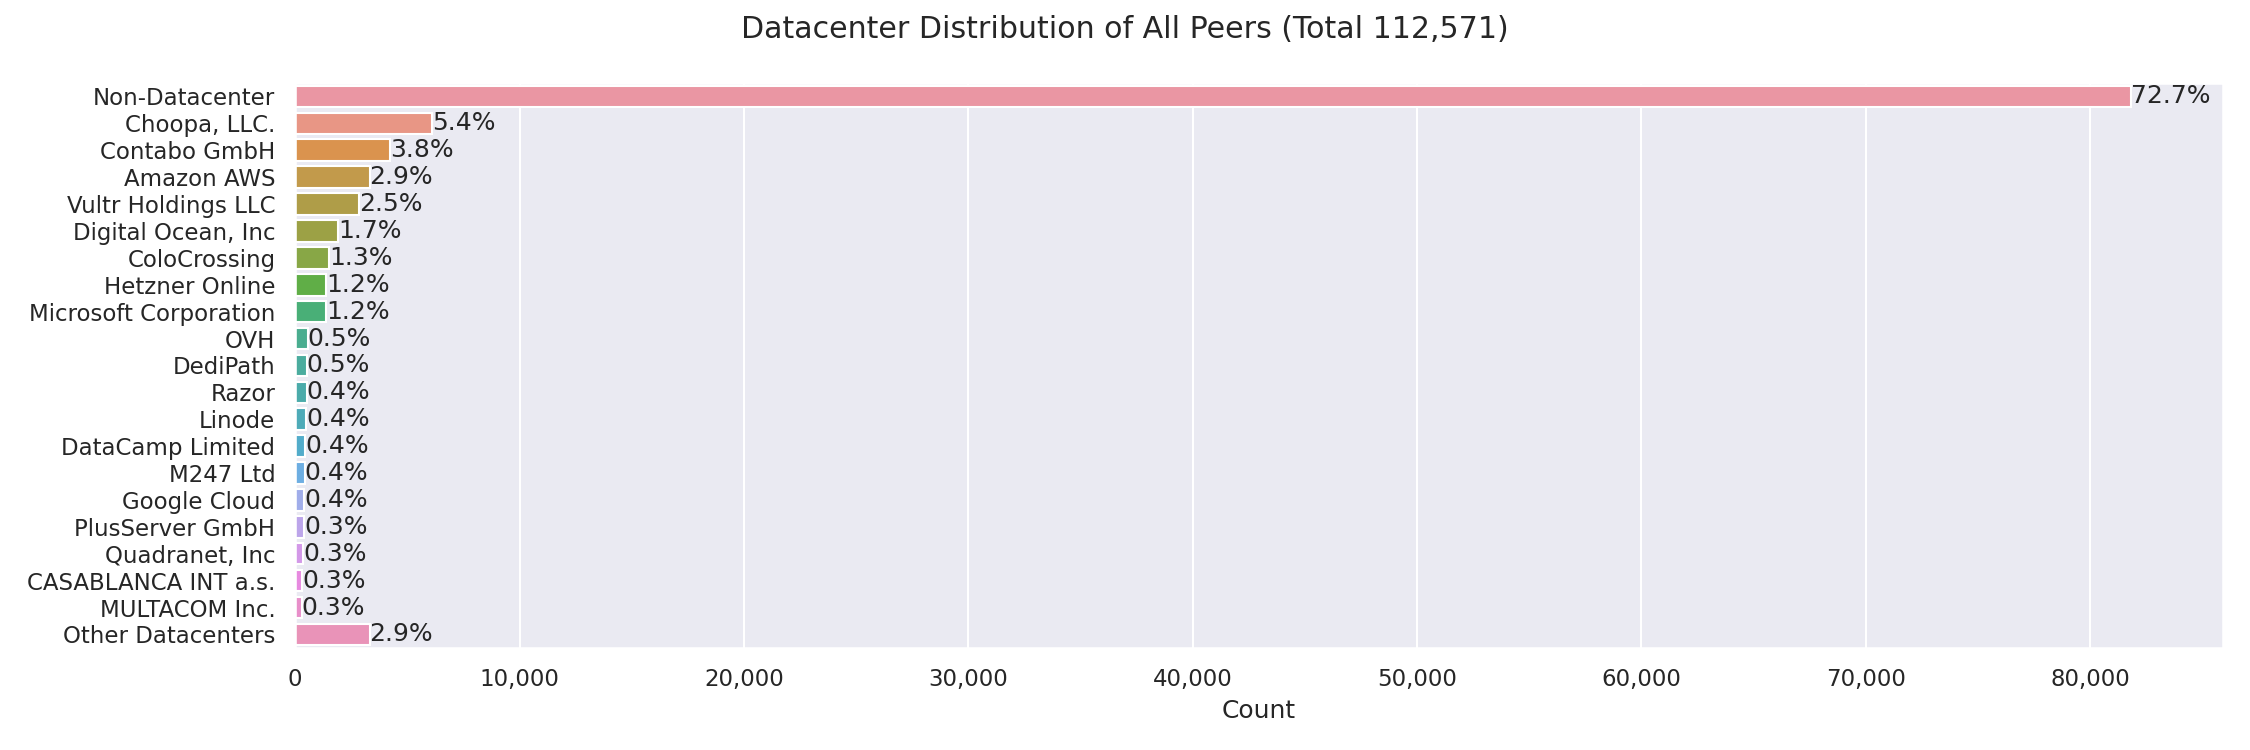 Datacenter Distribution of All Peers (Total 112,571)
Non-Datacenter 72.7%
Choopa, LLC. 5.4%
Contabo GmbH 3.8%
Amazon AWS 2.9%
Vultr Holdings LLC 2.5%
Digital Ocean, Inc 1.7%
ColoCrossing 1.3%
Hetzner Online 1.2%
Microsoft Corporation 1.2%
OVH 0.5%
DediPath 0.5%
Razor 0.4%
Linode 0.4%
DataCamp Limited 0.4%
M247 Ltd 0.4%
Google Cloud 0.4%
PlusServer GmbH 0.3%
Quadranet, Inc 0.3%
CASABLANCA INT a.s. 0.3%
MULTACOM Inc. 0.3%
Other Datacenters 2.9%
0 10,000 20,000 30,000 40,000 50,000 60,000 70,000 80,000
Count